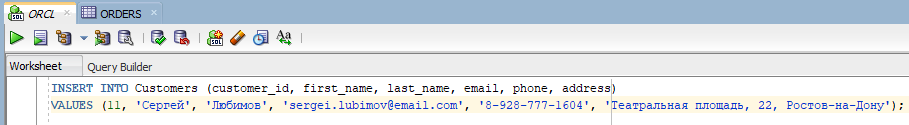 ORCL
ORDERS
Worksheet
Query Builder
INSERT INTO Customers (customer_id, first_name, last_name, email, phone, address)
VALUES (11, 'Сергей', 'Любимов', 'sergei.lubimov@email.com', '8-928-777-1604', 'Театральная площадь, 22, Ростов-на-Дону');